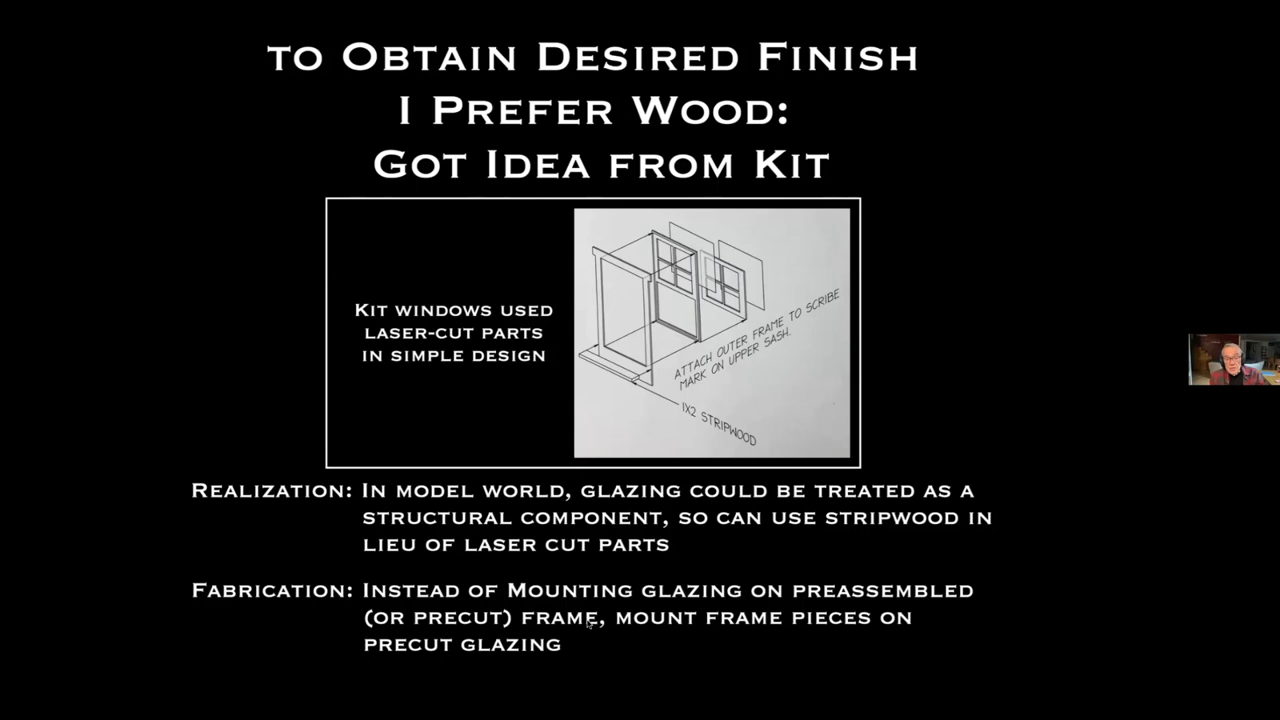 TO OBTAIN DESIRED FINISH
I PREFER WOOD:
GOT IDEA FROM KIT
KIT WINDOWS USED
LASER-CUT PARTS
IN SIMPLE DESIGN
ATTACH OUTER FRAME TO SCRIBE
MARK ON UPPER SASH.
1X2 STRIPWOOD
REALIZATION: IN MODEL WORLD, GLAZING COULD BE TREATED AS A
STRUCTURAL COMPONENT, SO CAN USE STRIPWOOD IN
LIEU OF LASER CUT PARTS
FABRICATION: INSTEAD OF MOUNTING GLAZING ON PREASSEMBLED
(OR PRECUT) FRAME, MOUNT FRAME PIECES ON
PRECUT GLAZING